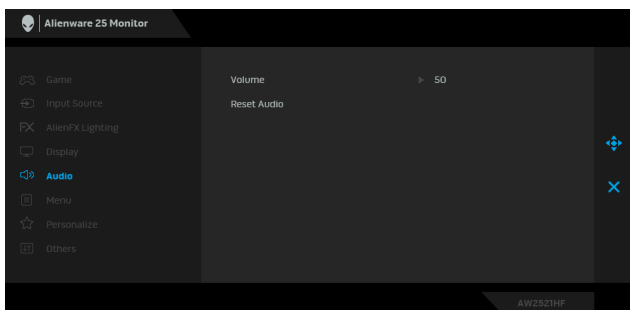 Alienware 25 Monitor
Game
Input Source
AlienFX Lighting
Display
Audio
Menu
Personalize
Others
Volume 50
Reset Audio
AW2521HF